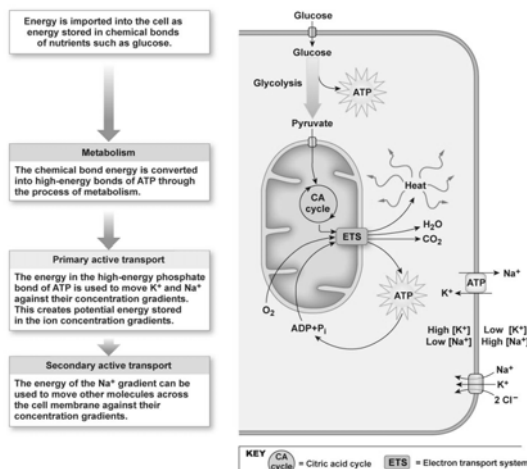 Energy is imported into the cell as
energy stored in chemical bonds
of nutrients such as glucose.
Metabolism
The chemical bond energy is converted
into high-energy bonds of ATP through
the process of metabolism.
Primary active transport
The energy in the high-energy phosphate
bond of ATP is used to move K⁺ and Na⁺
against their concentration gradients.
This creates potential energy stored
in the ion concentration gradients.
Secondary active transport
The energy of the Na⁺ gradient can be
used to move other molecules across
the cell membrane against their
concentration gradients.
Glucose
Glucose
Glycolysis
ATP
Pyruvate
CA
cycle
Heat
ETS
H₂O
CO₂
O₂
ATP
ADP+Pᵢ
Na⁺
ATP
K⁺
High [K⁺]
Low [Na⁺]
Low [K⁺]
High [Na⁺]
Na⁺
K⁺
2 Cl⁻
KEY
CA
cycle
= Citric acid cycle
ETS
= Electron transport system